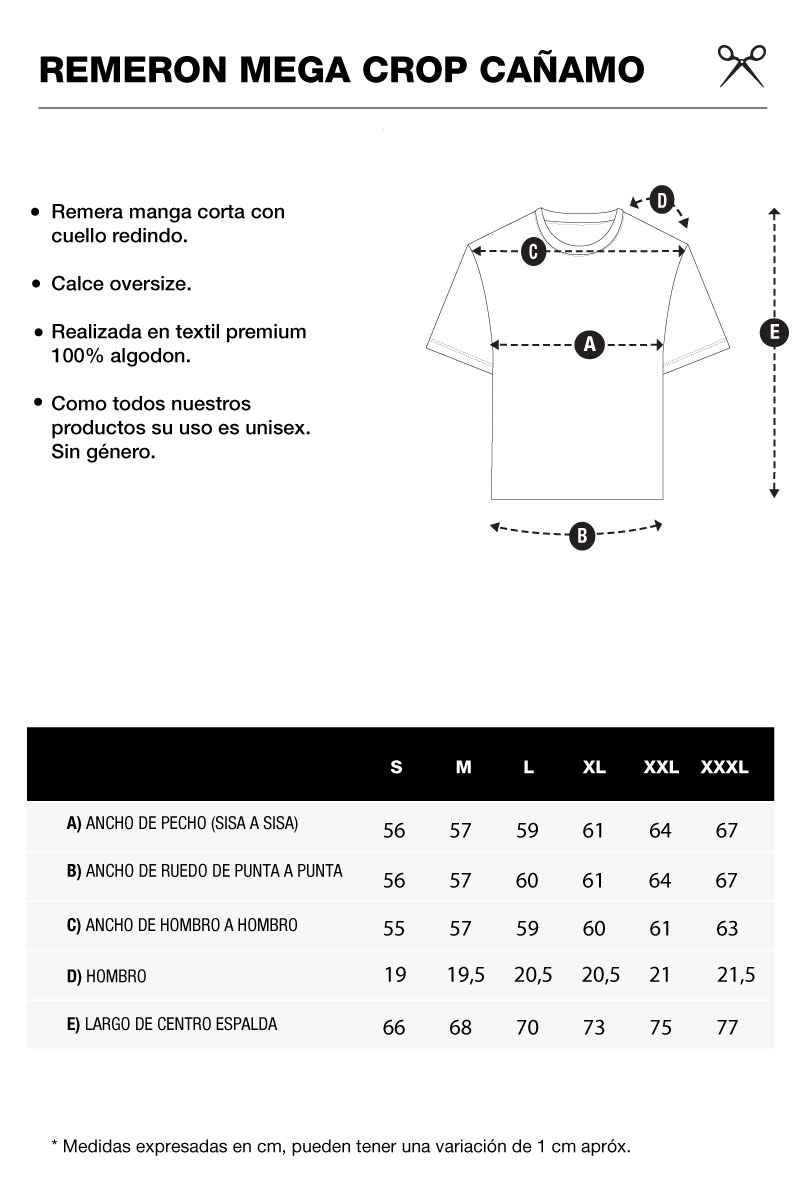 REMERON MEGA CROP CAÑAMO
• Remera manga corta con
cuello redindo.
• Calce oversize.
• Realizada en textil premium
100% algodon.
• Como todos nuestros
productos su uso es unisex.
Sin género.
D
C
A
E
B
S M L XL XXL XXXL
A) ANCHO DE PECHO (SISA A SISA) 56 57 59 61 64 67
B) ANCHO DE RUEDO DE PUNTA A PUNTA 56 57 60 61 64 67
C) ANCHO DE HOMBRO A HOMBRO 55 57 59 60 61 63
D) HOMBRO 19 19,5 20,5 20,5 21 21,5
E) LARGO DE CENTRO ESPALDA 66 68 70 73 75 77
* Medidas expresadas en cm, pueden tener una variación de 1 cm apróx.